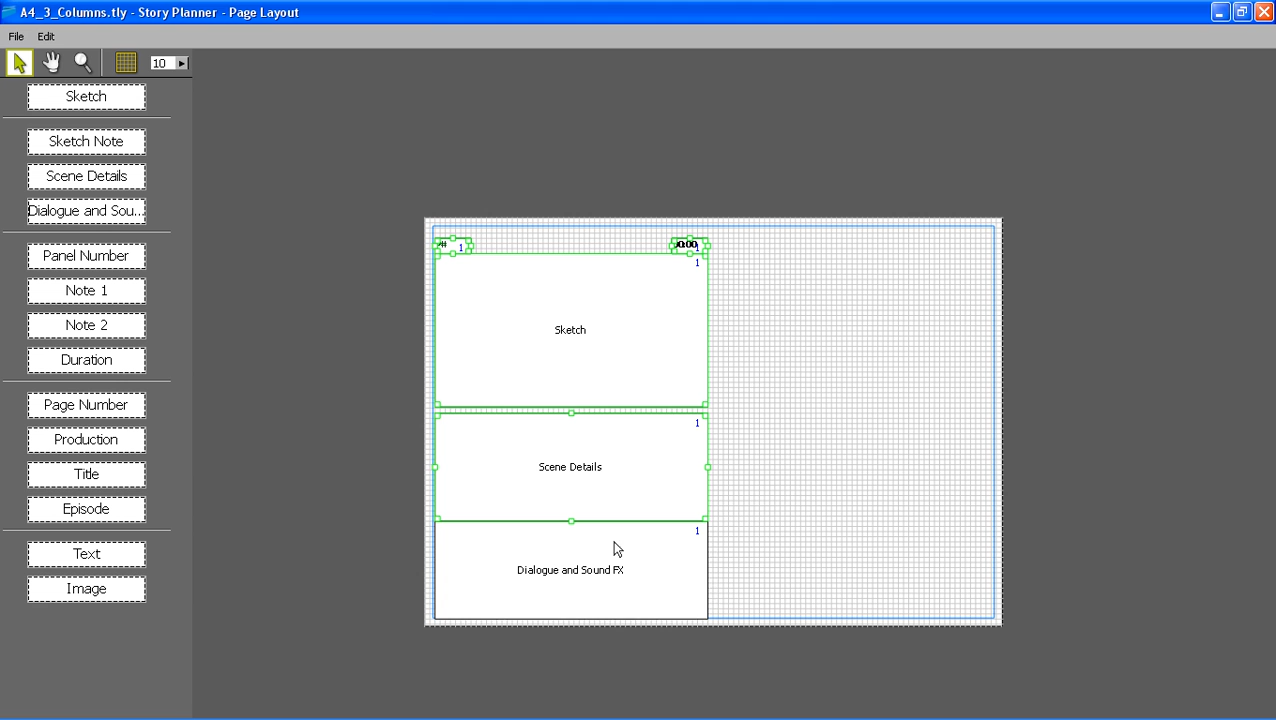 A4_3_Columns.tly - Story Planner - Page Layout
File Edit
10
Sketch
Sketch Note
Scene Details
Dialogue and Sou...
Panel Number
Note 1
Note 2
Duration
Page Number
Production
Title
Episode
Text
Image
1
1
1
Sketch
1
Scene Details
1
Dialogue and Sound FX